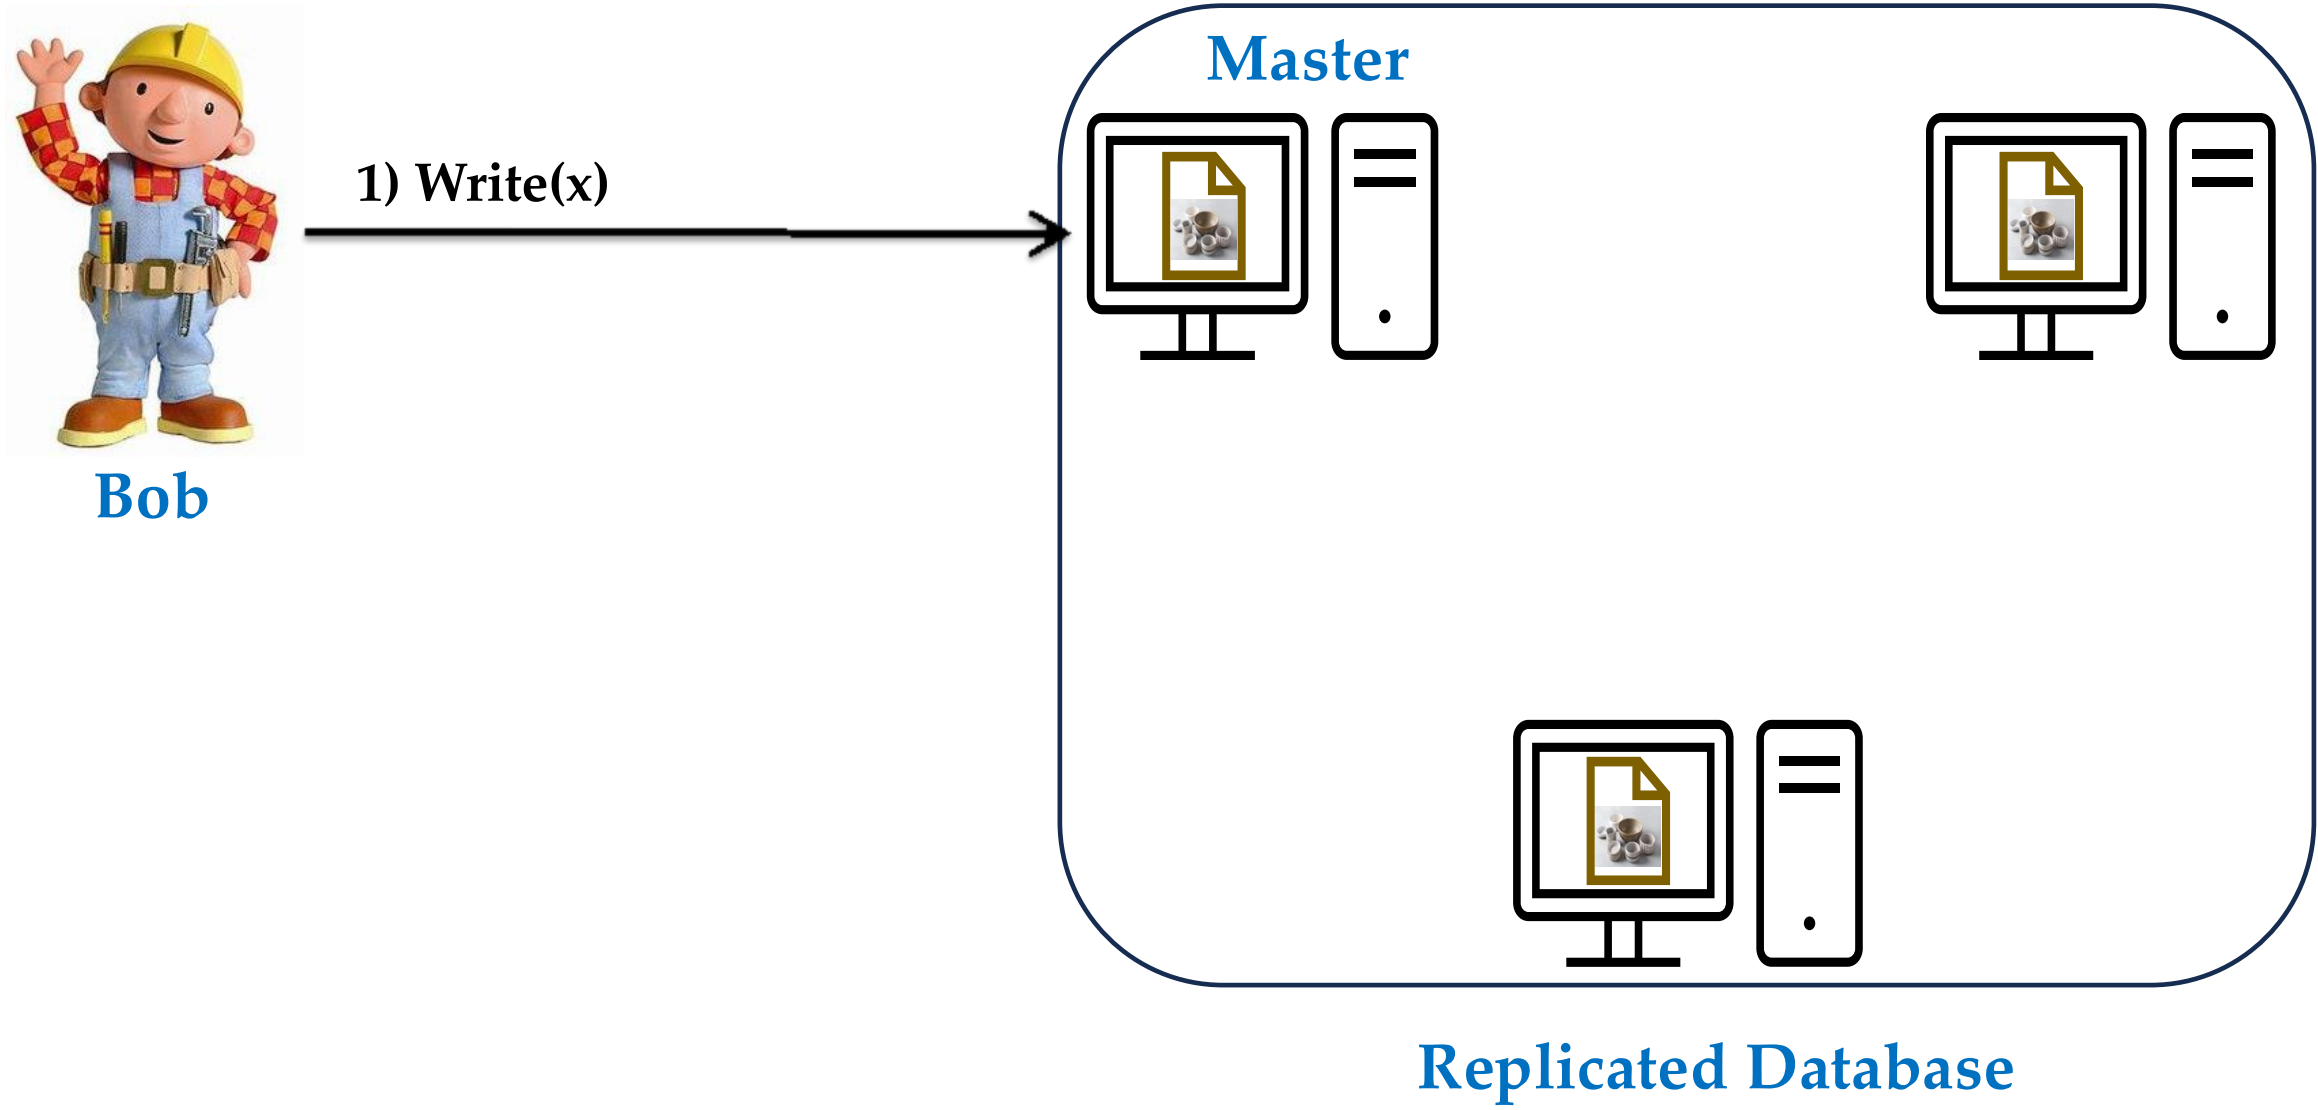 Master
1) Write(x)
Bob
Replicated Database